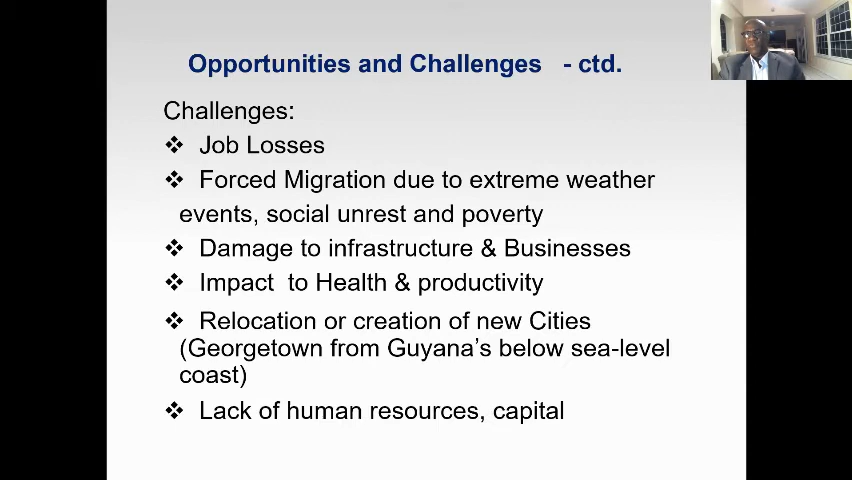 Opportunities and Challenges - ctd.
Challenges:
❖ Job Losses
❖ Forced Migration due to extreme weather
events, social unrest and poverty
❖ Damage to infrastructure & Businesses
❖ Impact to Health & productivity
❖ Relocation or creation of new Cities
(Georgetown from Guyana’s below sea-level
coast)
❖ Lack of human resources, capital